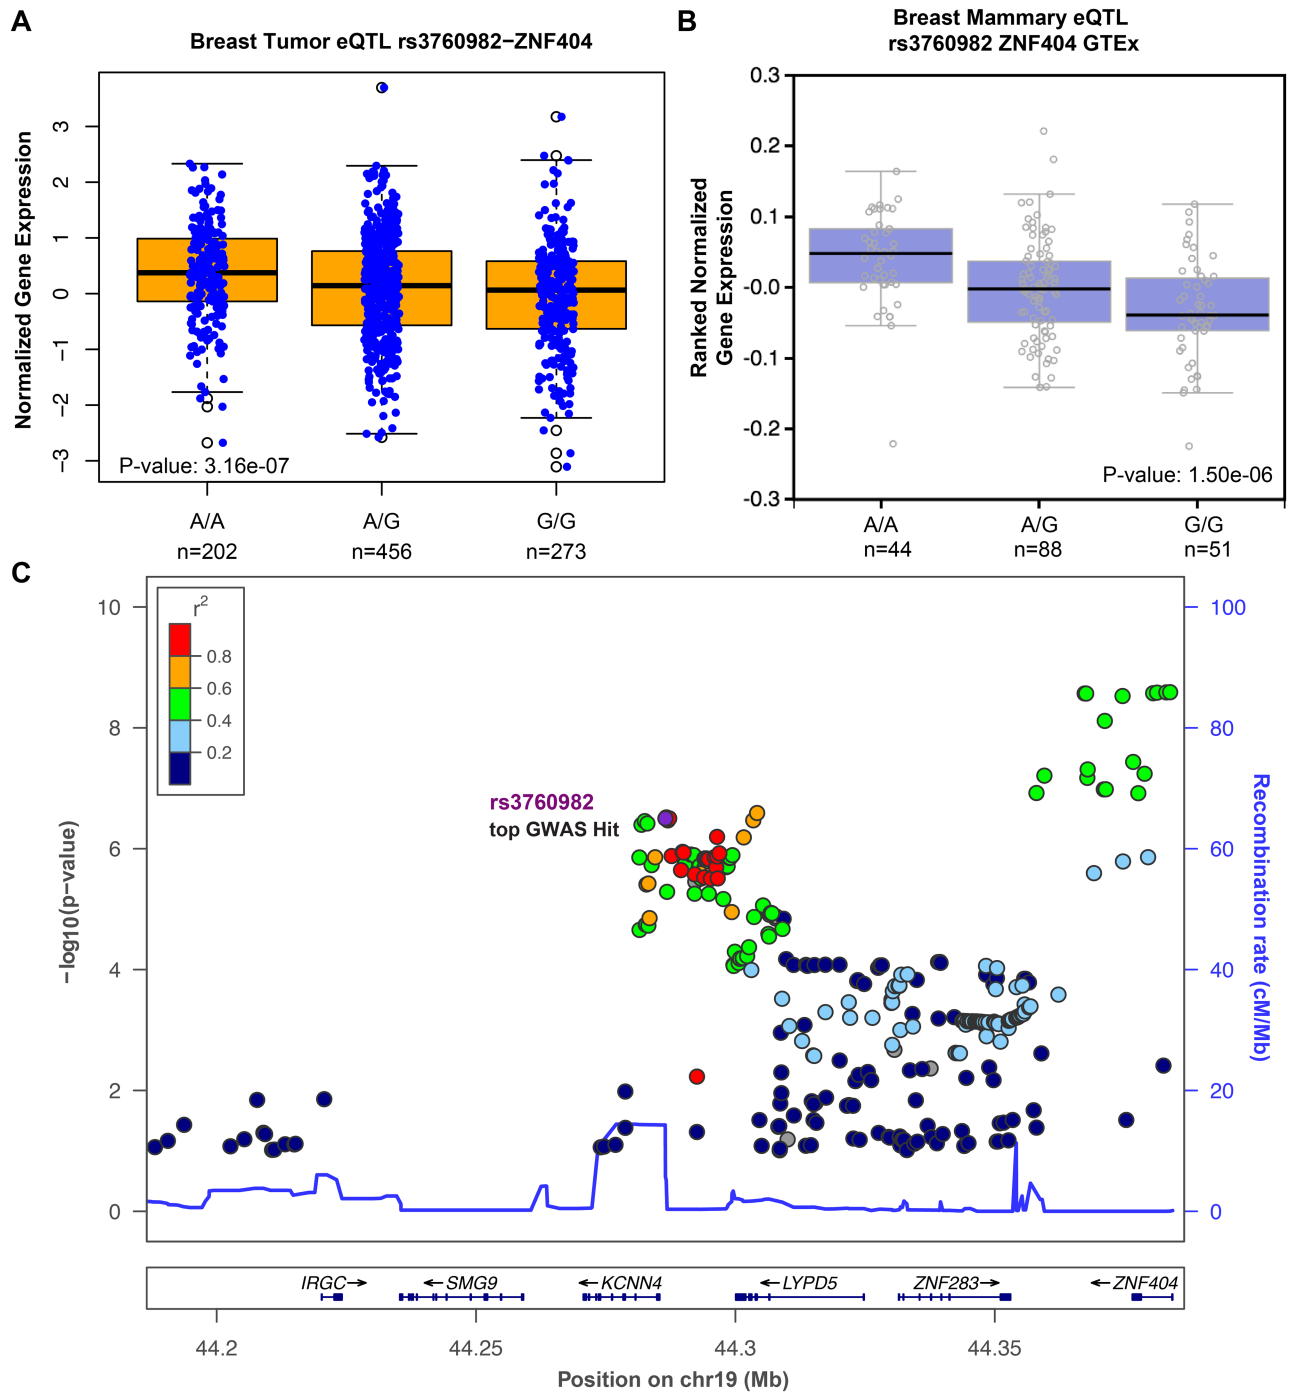 A
Breast Tumor eQTL rs3760982−ZNF404
Normalized Gene Expression
3
2
1
0
−1
−2
−3
P-value: 3.16e-07
A/A
A/G
G/G
n=202
n=456
n=273
B
Breast Mammary eQTL
rs3760982 ZNF404 GTEx
Ranked Normalized
Gene Expression
0.3
0.2
0.1
-0.0
-0.1
-0.2
-0.3
P-value: 1.50e-06
A/A
A/G
G/G
n=44
n=88
n=51
C
−log10(p−value)
10
8
6
4
2
0
r2
0.8
0.6
0.4
0.2
rs3760982
top GWAS Hit
100
80
60
40
20
0
Recombination rate (cM/Mb)
IRGC→
←SMG9
←KCNN4
←LYPD5
ZNF283→
←ZNF404
44.2
44.25
44.3
44.35
Position on chr19 (Mb)